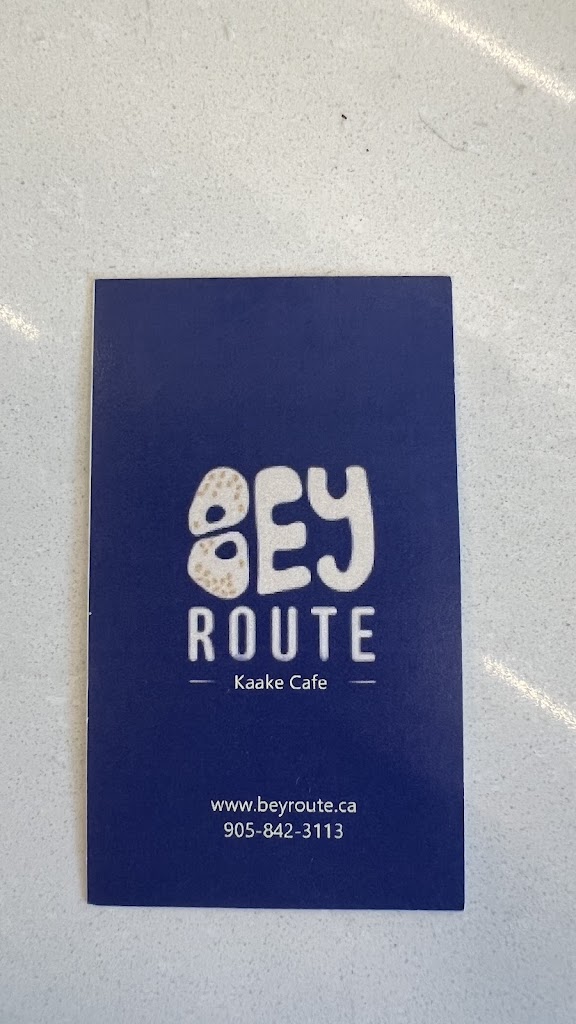 BEY
ROUTE
Kaake Cafe
www.beyroute.ca
905-842-3113